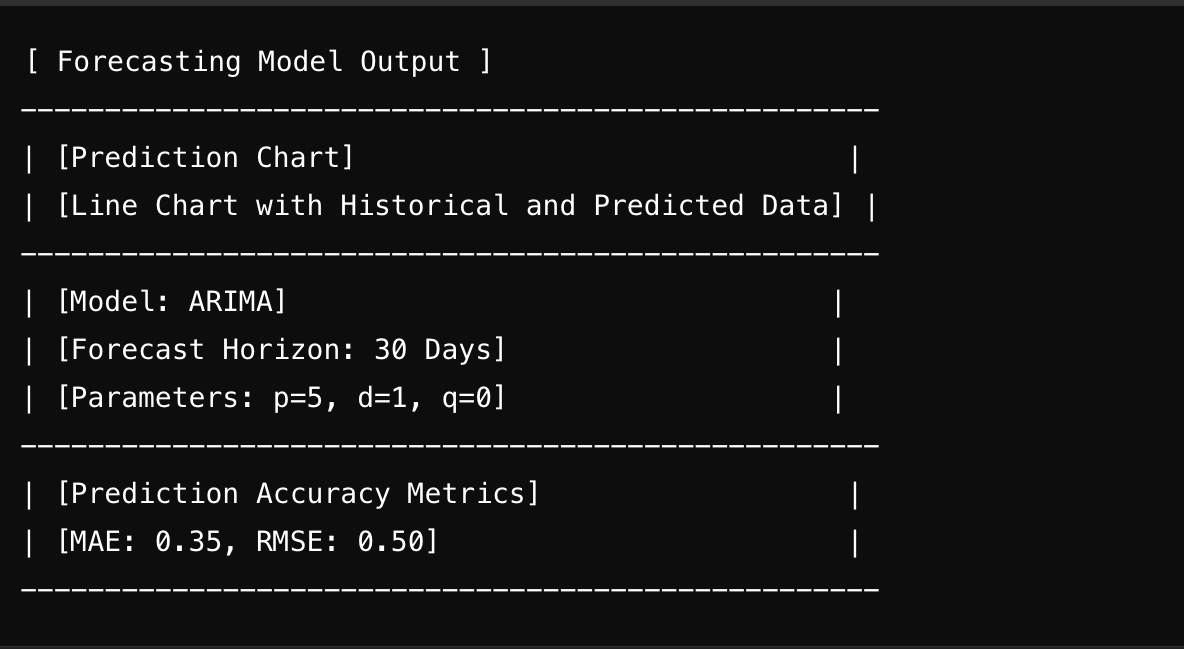 [ Forecasting Model Output ]
---------------------------------------------------
| [Prediction Chart]                             |
| [Line Chart with Historical and Predicted Data] |
---------------------------------------------------
| [Model: ARIMA]                                |
| [Forecast Horizon: 30 Days]                   |
| [Parameters: p=5, d=1, q=0]                   |
---------------------------------------------------
| [Prediction Accuracy Metrics]                  |
| [MAE: 0.35, RMSE: 0.50]                        |
---------------------------------------------------